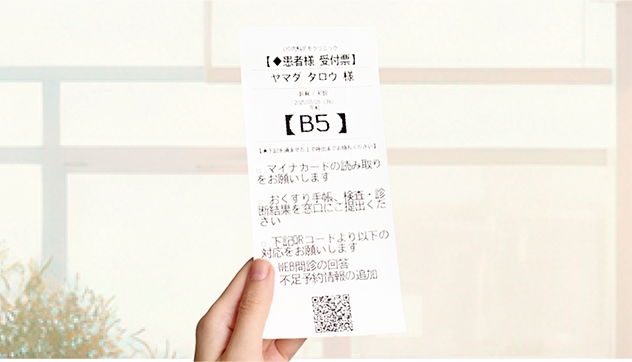 【◆患者様 受付票】
ヤマダ タロウ 様
【B5】
マイナカードの読み取り
をお願いします
おくすり手帳、検査・診
断結果を窓口にご提出くだ
さい
下記QRコードより以下の
対応をお願いします
WEB問診の回答
不足予約情報の追加